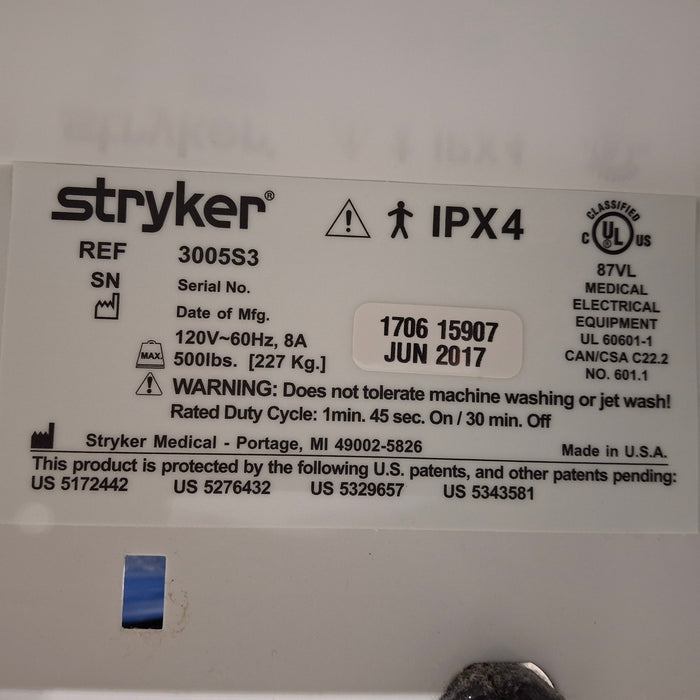 stryker®
IPX4
CLASSIFIED
C UL US
REF 3005S3
87VL
SN Serial No.
MEDICAL
ELECTRICAL
EQUIPMENT
UL 60601-1
CAN/CSA C22.2
NO. 601.1
Date of Mfg.
1706 15907
JUN 2017
120V~60Hz, 8A
MAX. 500lbs. [227 Kg.]
WARNING: Does not tolerate machine washing or jet wash!
Rated Duty Cycle: 1min. 45 sec. On / 30 min. Off
Stryker Medical - Portage, MI 49002-5826 Made in U.S.A.
This product is protected by the following U.S. patents, and other patents pending:
US 5172442 US 5276432 US 5329657 US 5343581